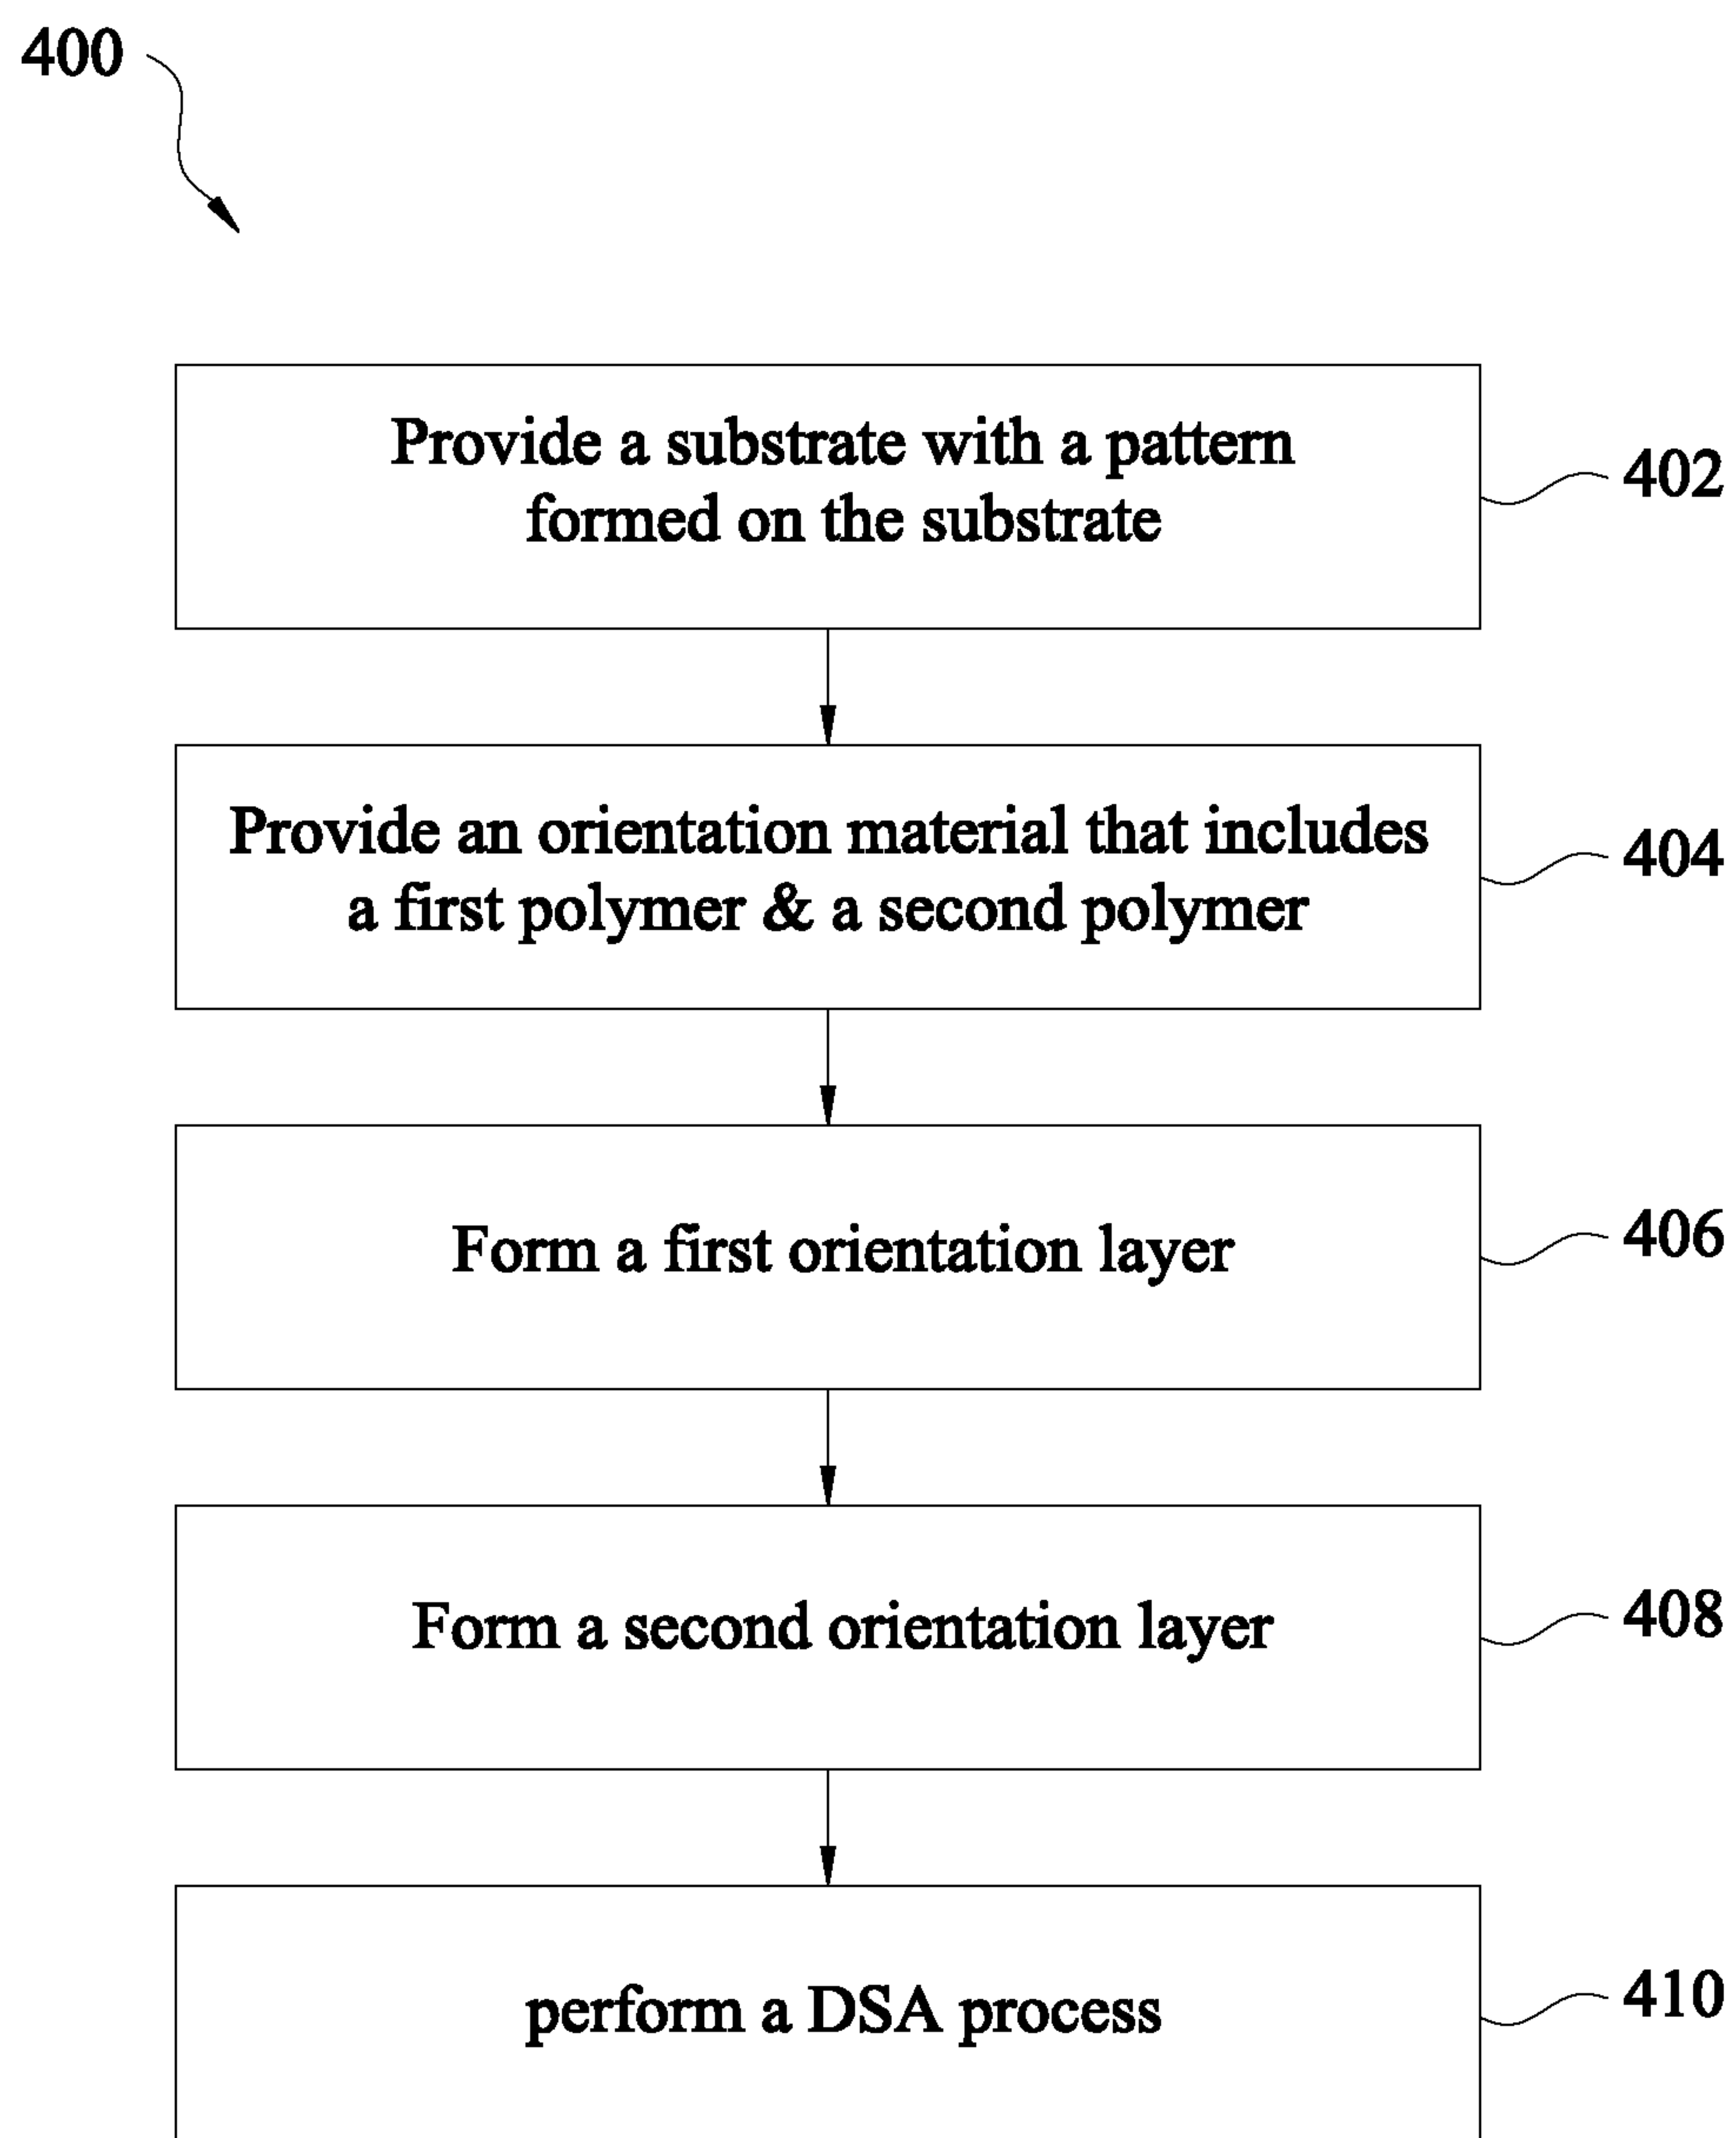 400
Provide a substrate with a pattern
formed on the substrate
402
Provide an orientation material that includes
a first polymer & a second polymer
404
Form a first orientation layer
406
Form a second orientation layer
408
perform a DSA process
410